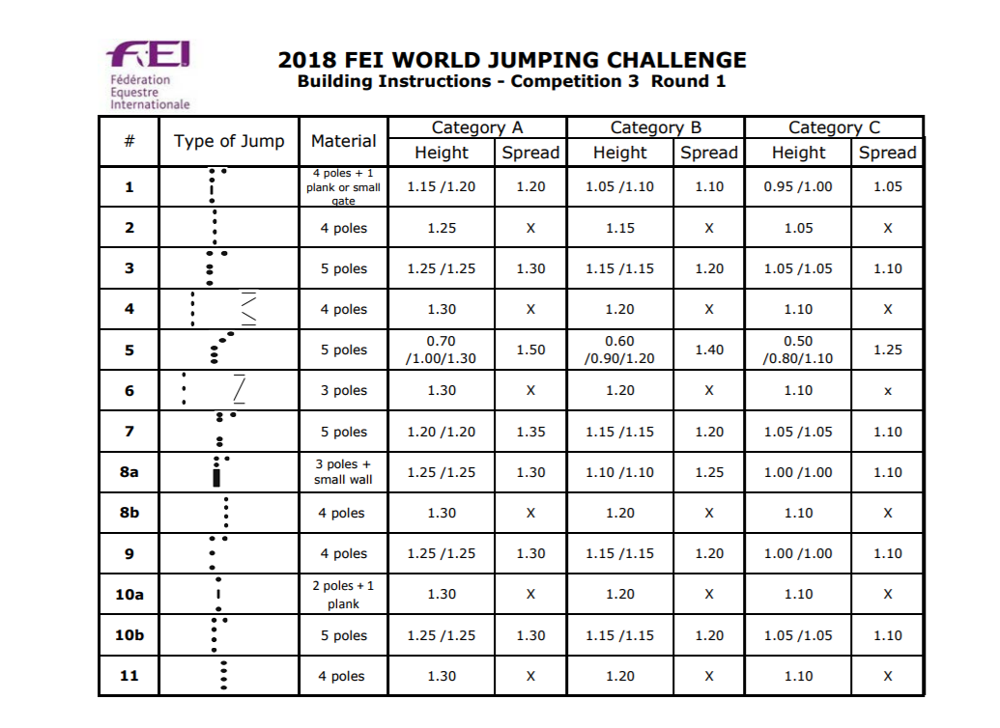 FEI
Fédération
Equestre
Internationale
2018 FEI WORLD JUMPING CHALLENGE
Building Instructions - Competition 3 Round 1
# Type of Jump Material Category A Category B Category C
Height Spread Height Spread Height Spread
1 4 poles + 1 plank or small gate 1.15 /1.20 1.20 1.05 /1.10 1.10 0.95 /1.00 1.05
2 4 poles 1.25 X 1.15 X 1.05 X
3 5 poles 1.25 /1.25 1.30 1.15 /1.15 1.20 1.05 /1.05 1.10
4 4 poles 1.30 X 1.20 X 1.10 X
5 5 poles 0.70 /1.00/1.30 1.50 0.60 /0.90/1.20 1.40 0.50 /0.80/1.10 1.25
6 3 poles 1.30 X 1.20 X 1.10 x
7 5 poles 1.20 /1.20 1.35 1.15 /1.15 1.20 1.05 /1.05 1.10
8a 3 poles + small wall 1.25 /1.25 1.30 1.10 /1.10 1.25 1.00 /1.00 1.10
8b 4 poles 1.30 X 1.20 X 1.10 X
9 4 poles 1.25 /1.25 1.30 1.15 /1.15 1.20 1.00 /1.00 1.10
10a 2 poles + 1 plank 1.30 X 1.20 X 1.10 X
10b 5 poles 1.25 /1.25 1.30 1.15 /1.15 1.20 1.05 /1.05 1.10
11 4 poles 1.30 X 1.20 X 1.10 X